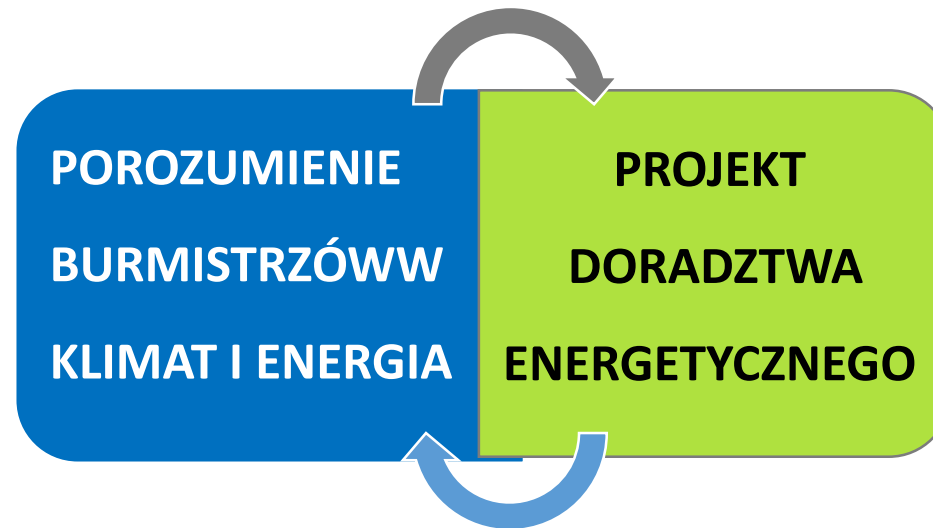 POROZUMIENIE
BURMISTRZÓWW
KLIMAT I ENERGIA
PROJEKT
DORADZTWA
ENERGETYCZNEGO